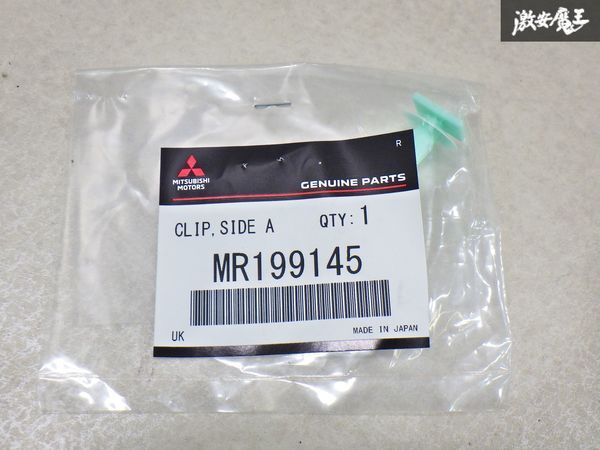 激安魔王
R
MITSUBISHI
MOTORS
GENUINE PARTS
CLIP, SIDE A QTY: 1
MR199145
UK
MADE IN JAPAN